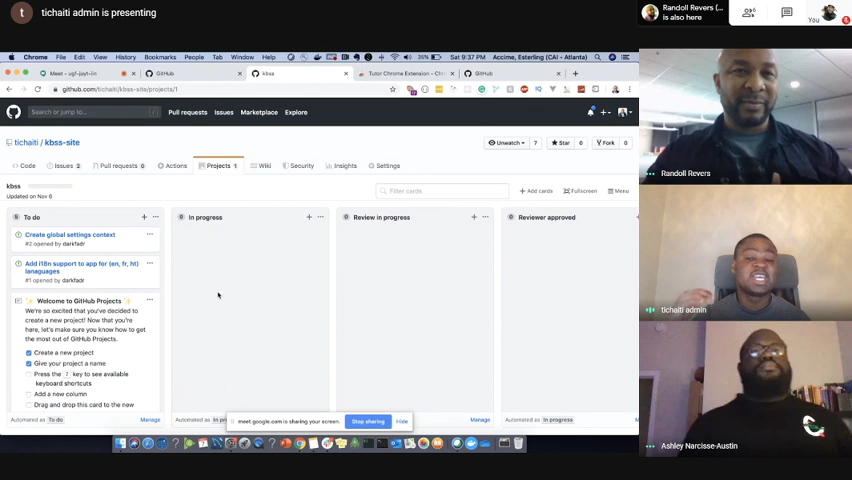 t tichaiti admin is presenting
Randoll Revers (...
is also here
6
You
Chrome File Edit View History Bookmarks People Tab Window Help
35% Sat 9:37 PM Accime, Esterling (CAI - Atlanta)
GitHub
kbss
Tutor Chrome Extension - Chr
GitHub
github.com/tichaiti/kbss-site/projects/1
Search or jump to...
Pull requests Issues Marketplace Explore
tichaiti / kbss-site
Unwatch 7 Star 0 Fork 0
Code Issues 2 Pull requests 0 Actions Projects 1 Wiki Security Insights Settings
kbss
Updated on Nov 6
Filter cards
+ Add cards Fullscreen Menu
To do
0 In progress
0 Review in progress
0 Reviewer approved
Create global settings context
#2 opened by darkfadr
Add i18n support to app for (en, fr, ht)
lanaguages
#1 opened by darkfadr
Welcome to GitHub Projects
We're so excited that you've decided to
create a new project! Now that you're
here, let's make sure you know how to
get the most out of GitHub Projects.
Create a new project
Give your project a name
Press the ? key to see available
keyboard shortcuts
Add a new column
Drag and drop this card to the new
Automated as To do Manage
Automated as In pr
Manage
Automated as In progress
meet.google.com is sharing your screen.
Stop sharing
Hide
Randoll Revers
tichaiti admin
Ashley Narcisse-Austin